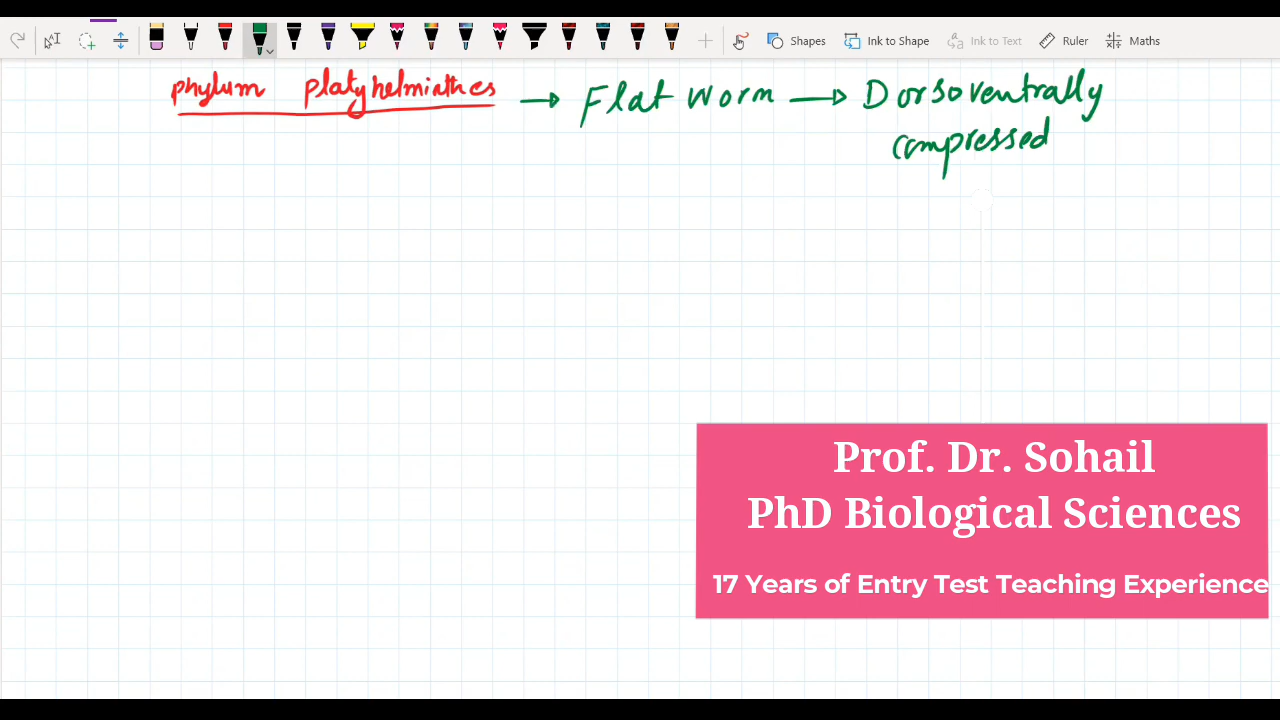 Shapes Ink to Shape Ink to Text Ruler Maths
phylum platyhelminthes → Flat worm → Dorsoventrally
compressed
Prof. Dr. Sohail
PhD Biological Sciences
17 Years of Entry Test Teaching Experience